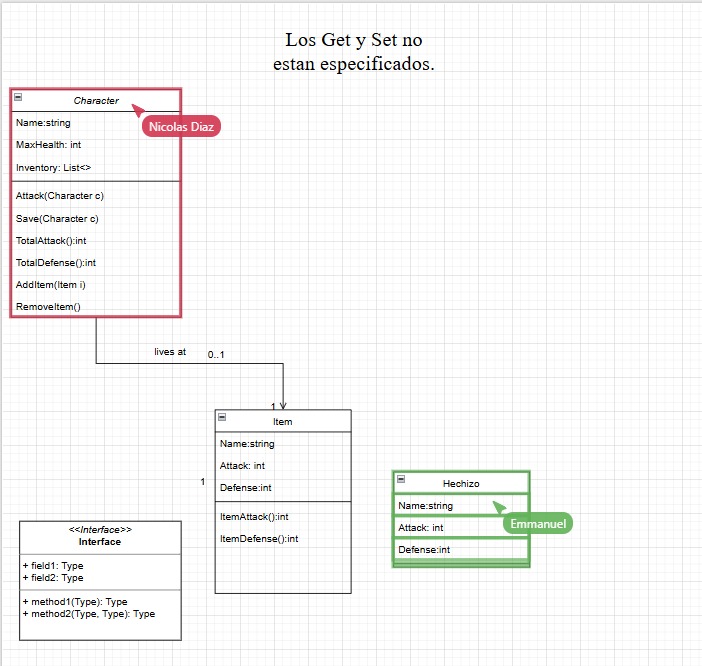 Los Get y Set no
estan especificados.
Character
Nicolas Diaz
Name:string
MaxHealth: int
Inventory: List<>
Attack(Character c)
Save(Character c)
TotalAttack():int
TotalDefense():int
AddItem(Item i)
RemoveItem()
lives at
0..1
1
Item
Name:string
Attack: int
Defense:int
1
ItemAttack():int
ItemDefense():int
Hechizo
Name:string
Emmanuel
Attack: int
Defense:int
<<Interface>>
Interface
+ field1: Type
+ field2: Type
+ method1(Type): Type
+ method2(Type, Type): Type